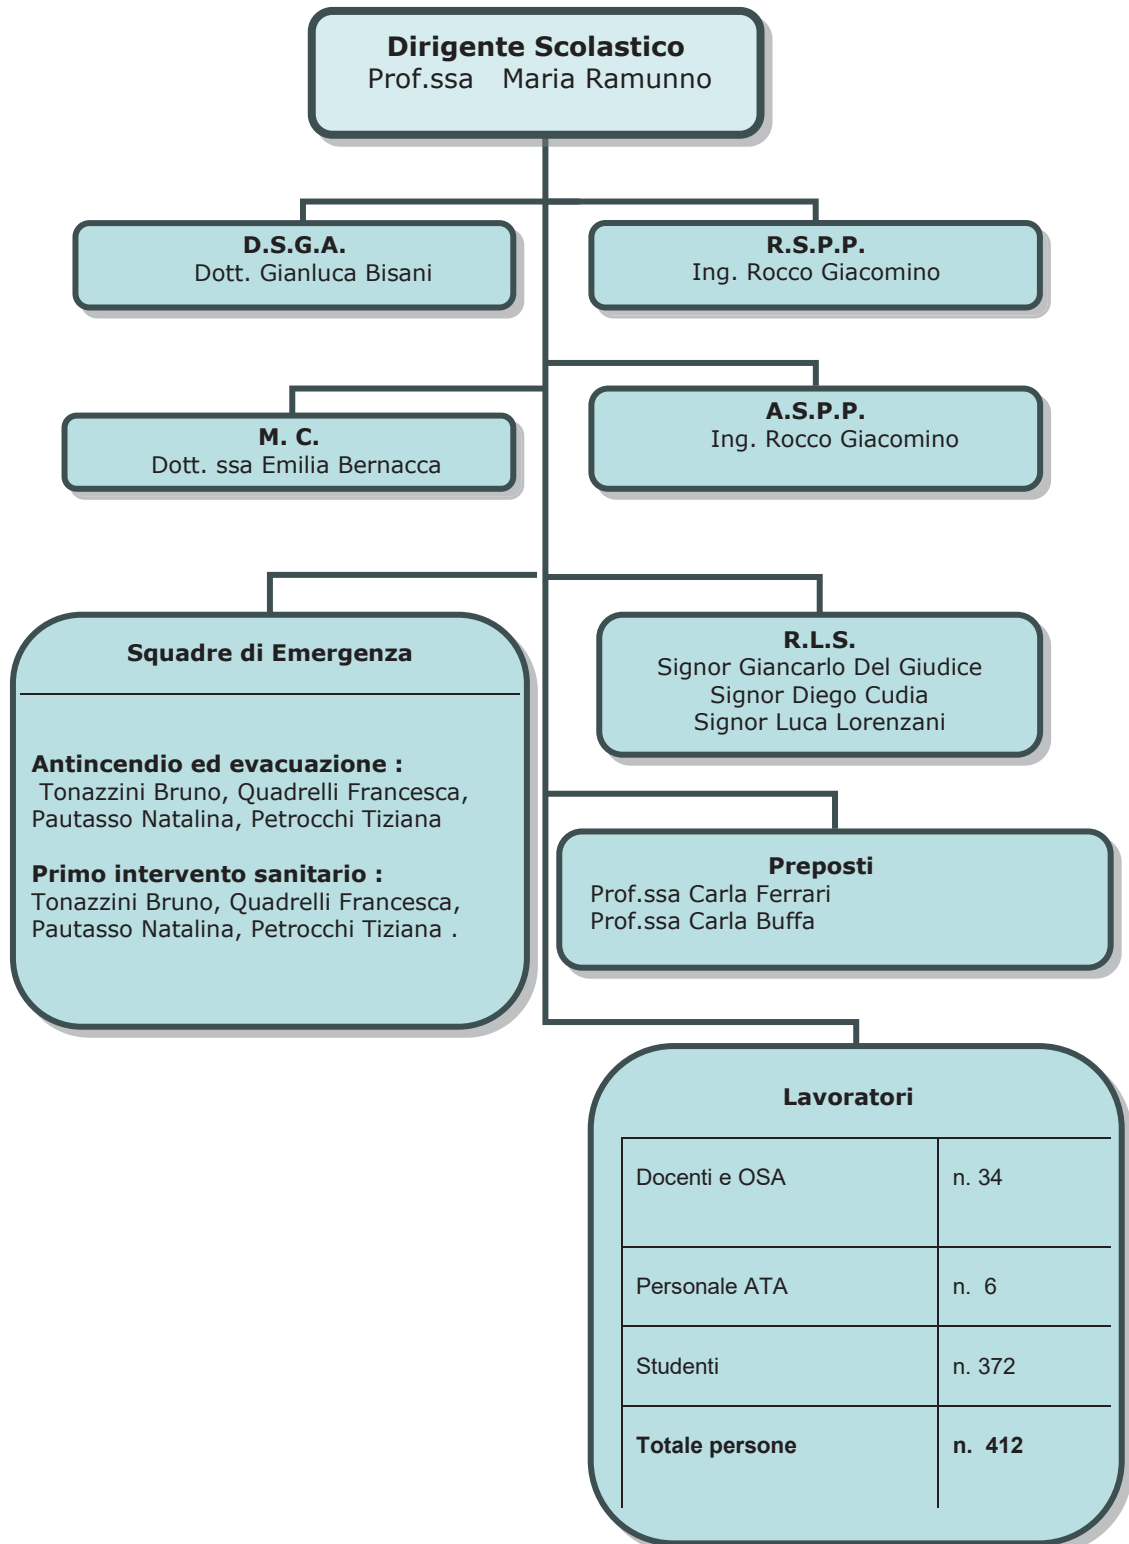 Dirigente Scolastico
Prof.ssa Maria Ramunno
D.S.G.A.
Dott. Gianluca Bisani
R.S.P.P.
Ing. Rocco Giacomino
M. C.
Dott. ssa Emilia Bernacca
A.S.P.P.
Ing. Rocco Giacomino
Squadre di Emergenza
Antincendio ed evacuazione :
Tonazzini Bruno, Quadrelli Francesca,
Pautasso Natalina, Petrocchi Tiziana
Primo intervento sanitario :
Tonazzini Bruno, Quadrelli Francesca,
Pautasso Natalina, Petrocchi Tiziana .
R.L.S.
Signor Giancarlo Del Giudice
Signor Diego Cudia
Signor Luca Lorenzani
Preposti
Prof.ssa Carla Ferrari
Prof.ssa Carla Buffa
Lavoratori
Docenti e OSA n. 34
Personale ATA n. 6
Studenti n. 372
Totale persone n. 412